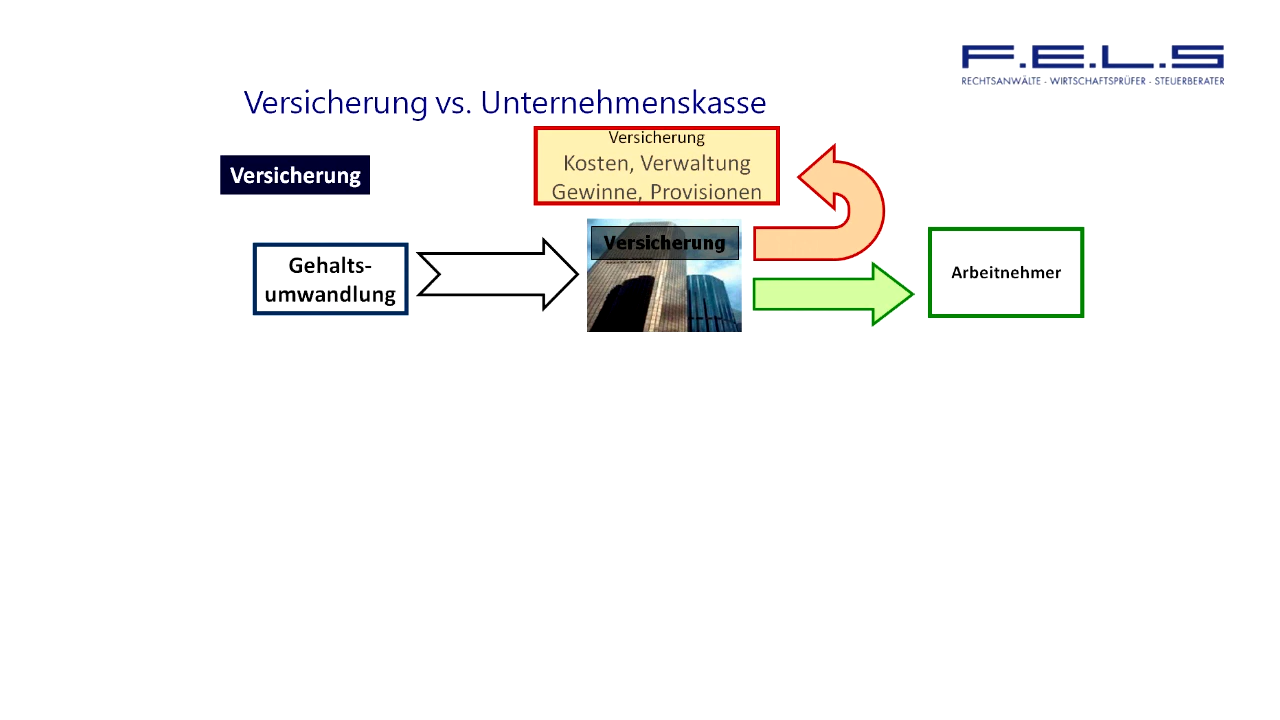 F.E.L.S
RECHTSANWÄLTE - WIRTSCHAFTSPRÜFER - STEUERBERATER
Versicherung vs. Unternehmenskasse
Versicherung
Versicherung
Kosten, Verwaltung
Gewinne, Provisionen
Gehalts-
umwandlung
Versicherung
Arbeitnehmer